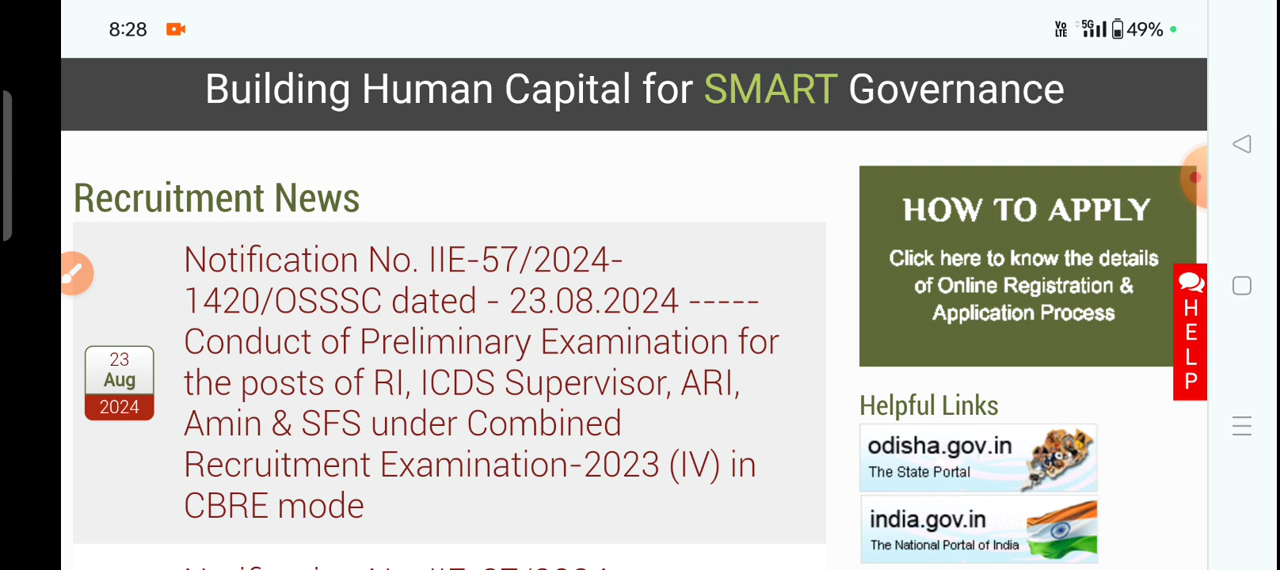 8:28
Vo LTE 5G 49%
Building Human Capital for SMART Governance
Recruitment News
23
Aug
2024
Notification No. IIE-57/2024-
1420/OSSSC dated - 23.08.2024 -----
Conduct of Preliminary Examination for
the posts of RI, ICDS Supervisor, ARI,
Amin & SFS under Combined
Recruitment Examination-2023 (IV) in
CBRE mode
HOW TO APPLY
Click here to know the details
of Online Registration &
Application Process
H
E
L
P
Helpful Links
odisha.gov.in
The State Portal
india.gov.in
The National Portal of India